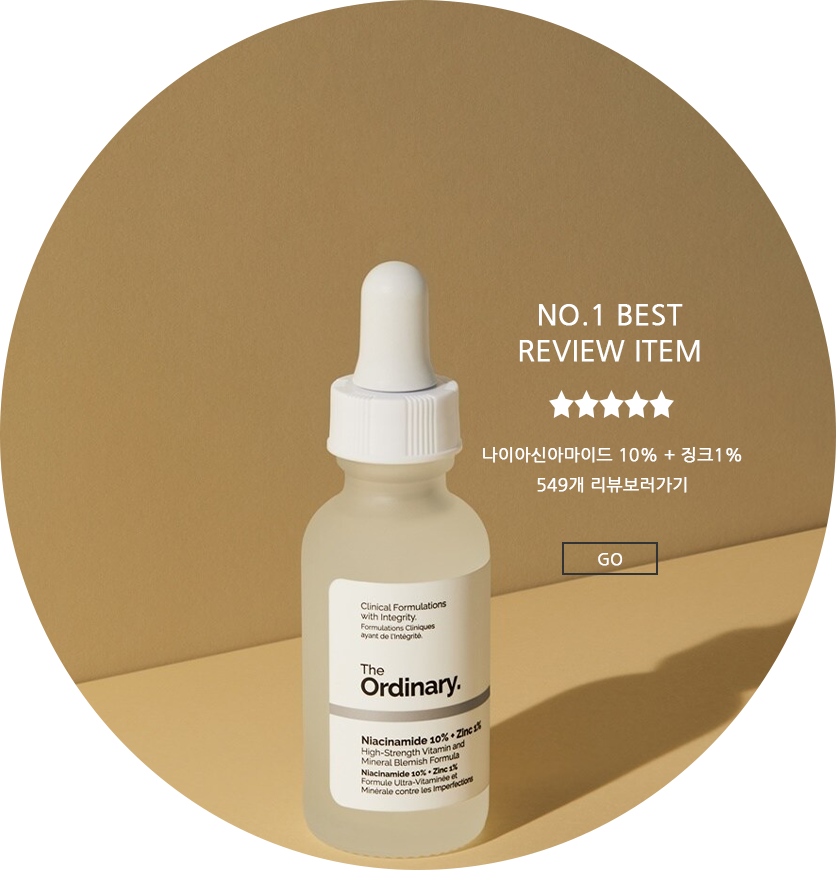 NO.1 BEST
REVIEW ITEM
나이아신아마이드 10% + 징크1%
549개 리뷰보러가기
GO
Clinical Formulations
with Integrity.
Formulations Cliniques
ayant de l'Intégrité.
The
Ordinary.
Niacinamide 10% + Zinc 1%
High-Strength Vitamin and
Mineral Blemish Formula
Niacinamide 10% + Zinc 1%
Formule Ultra-Vitaminée et
Minérale contre les Imperfections